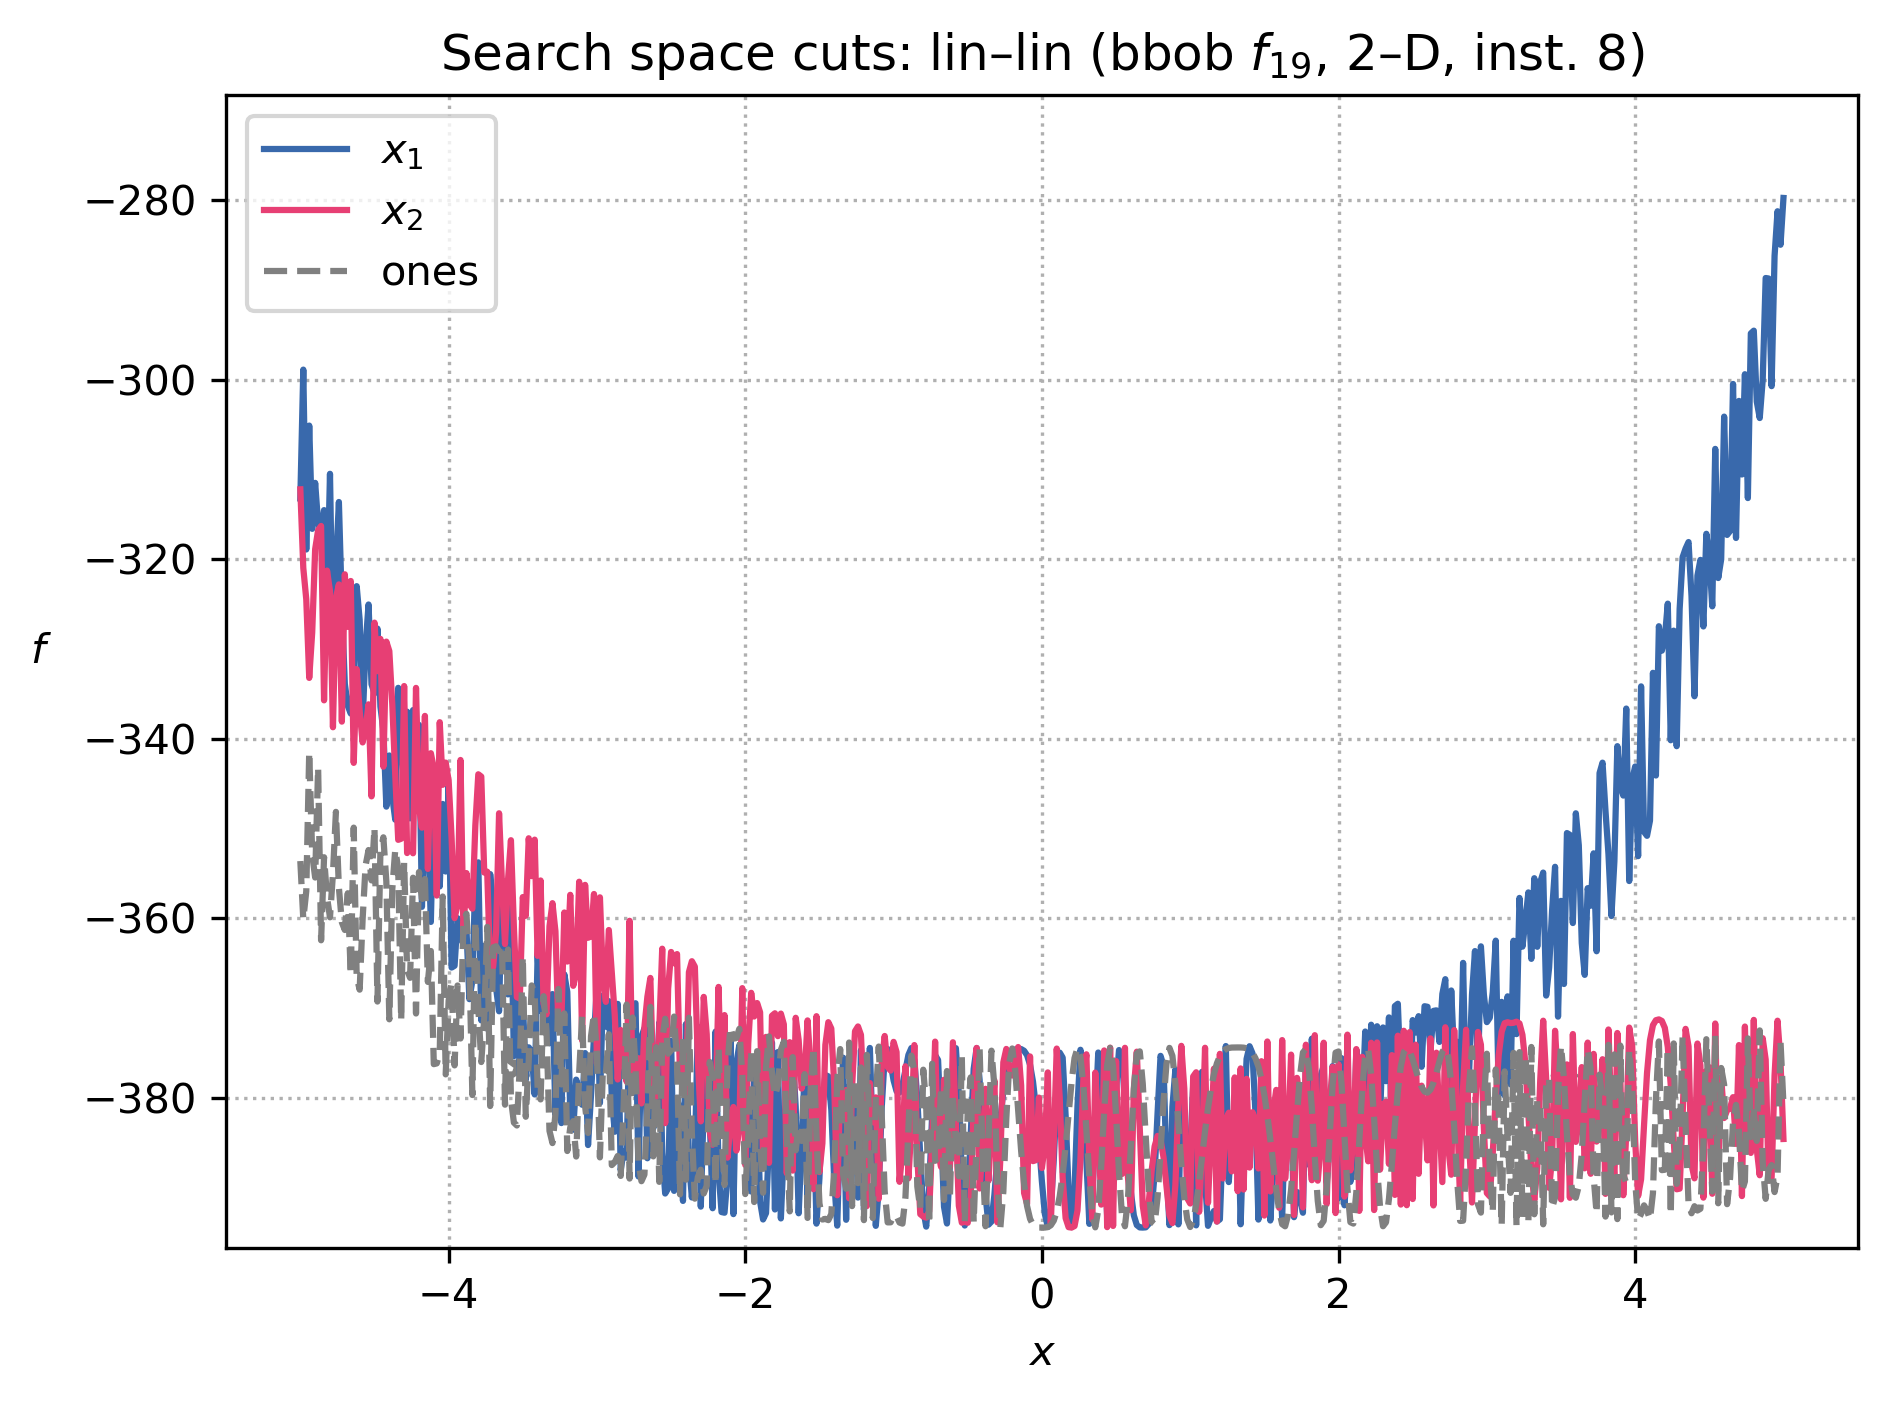 Search space cuts: lin–lin (bbob f₁₉, 2–D, inst. 8)
x₁
x₂
ones
f
−280
−300
−320
−340
−360
−380
−4
−2
0
2
4
x